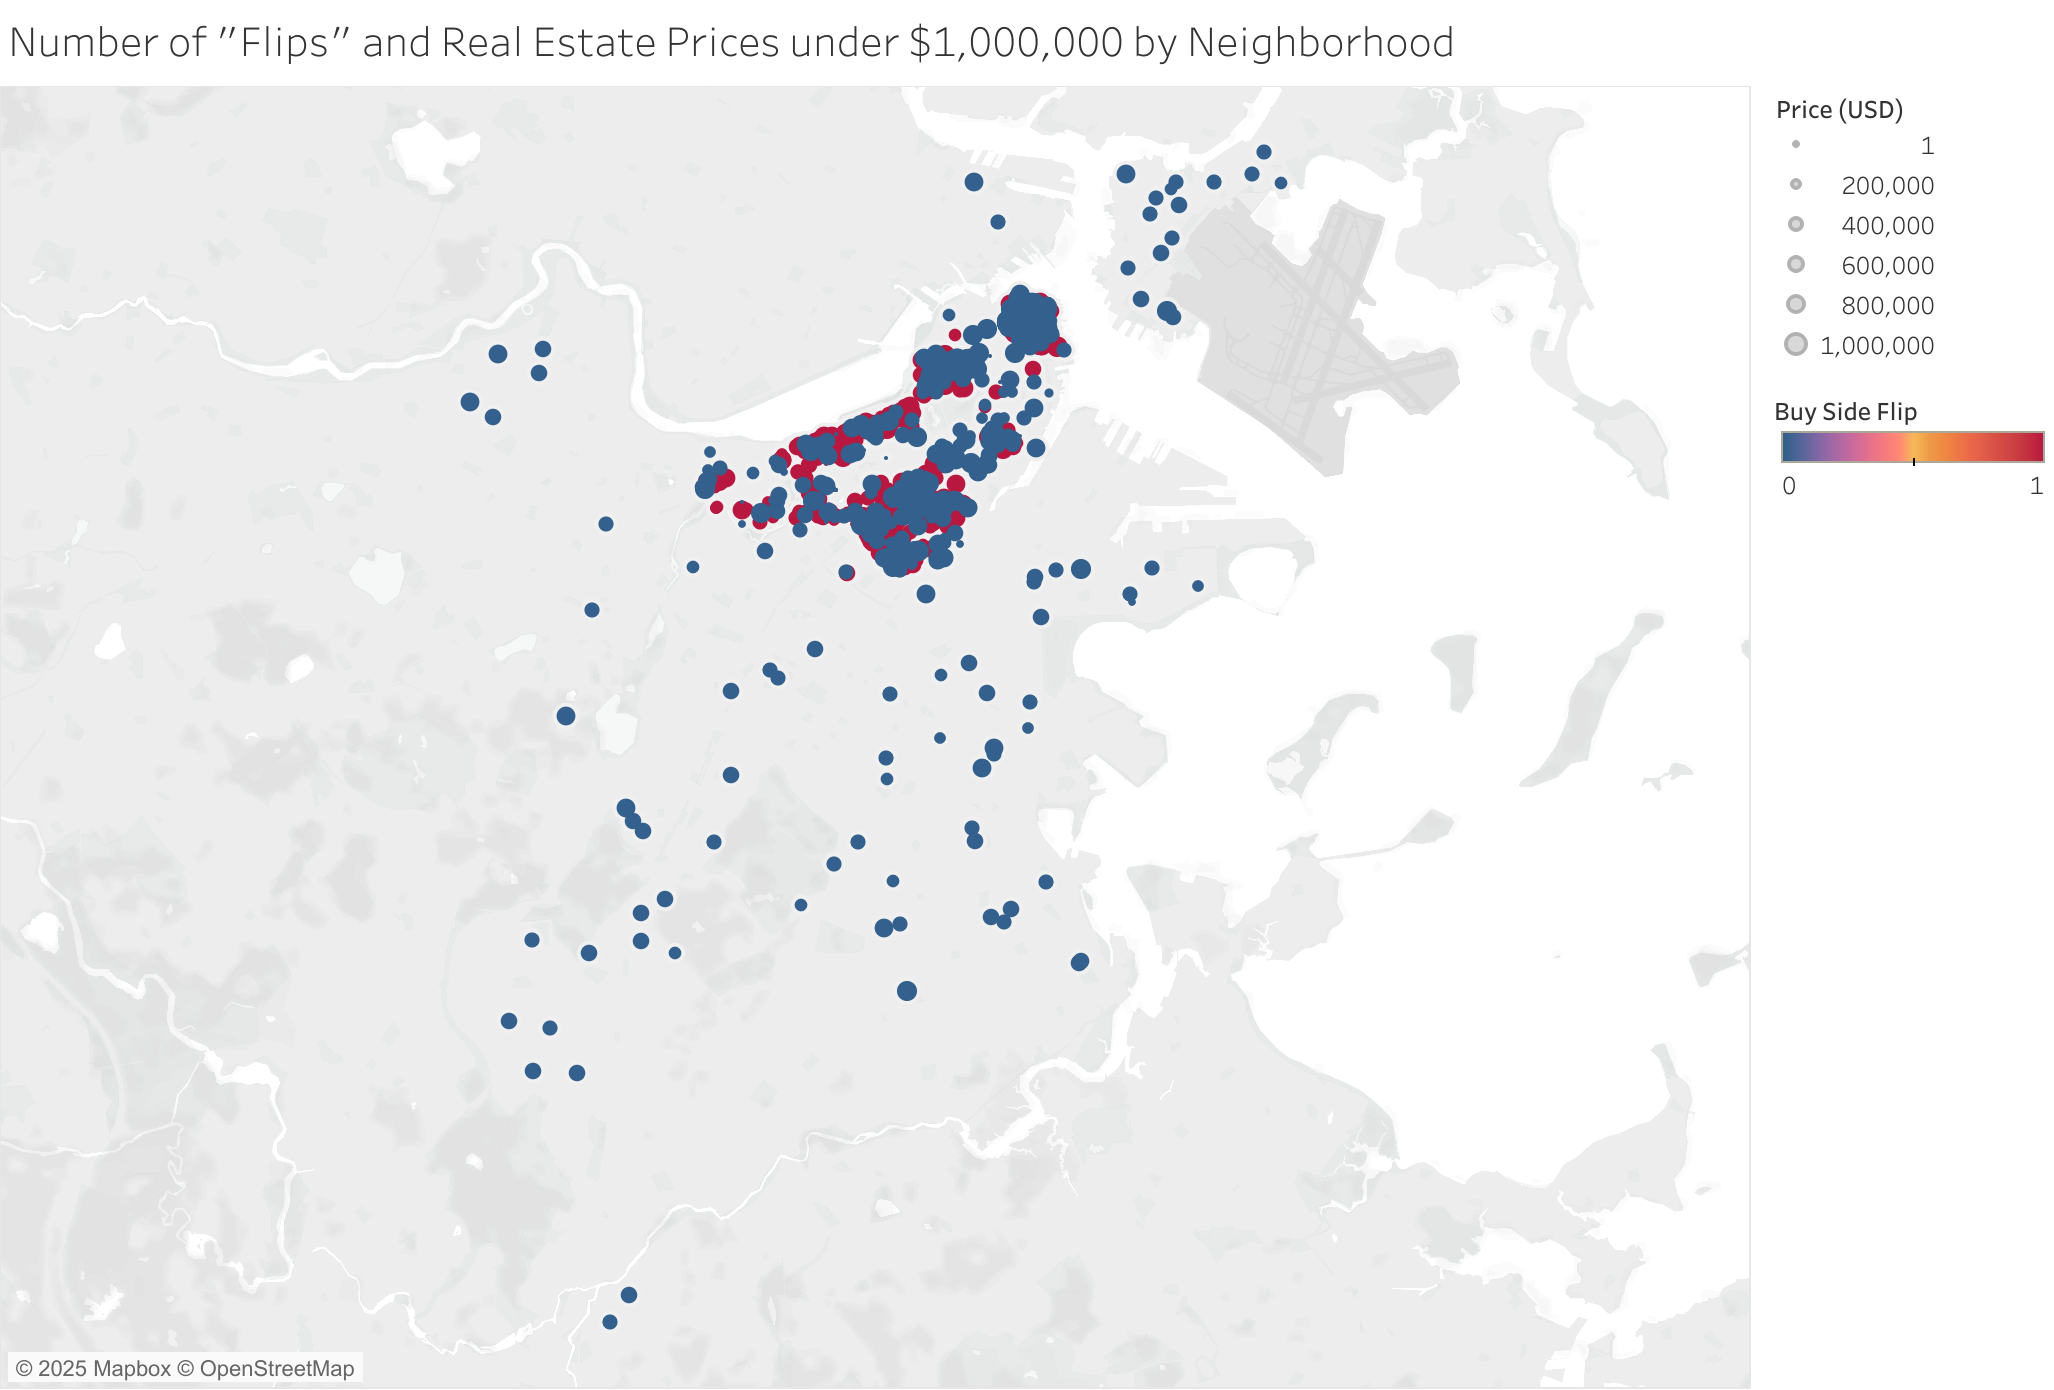 Number of "Flips" and Real Estate Prices under $1,000,000 by Neighborhood
Price (USD)
1
200,000
400,000
600,000
800,000
1,000,000
Buy Side Flip
0 1
© 2025 Mapbox © OpenStreetMap